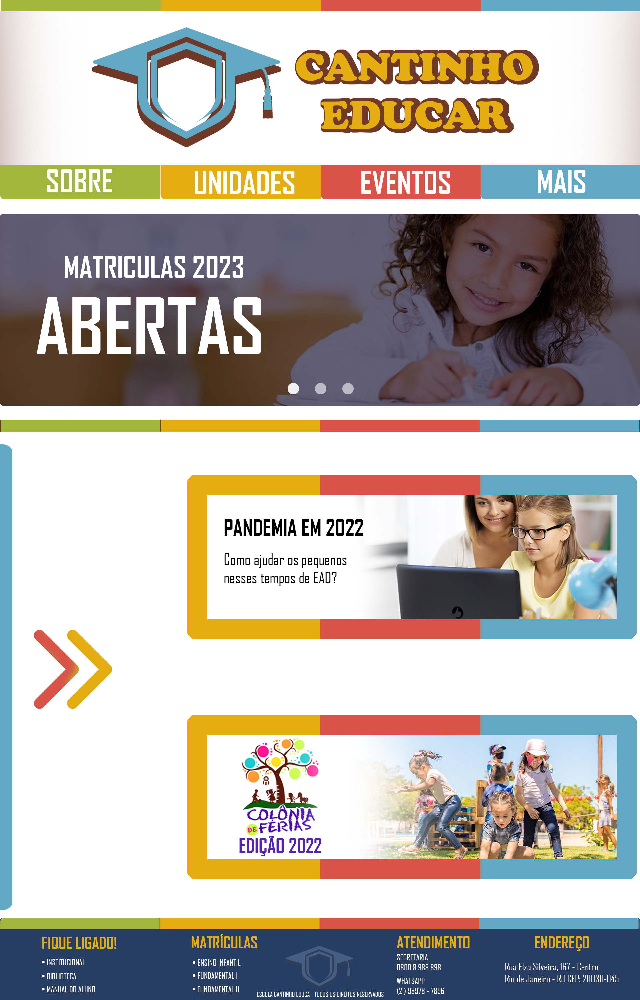 CANTINHO
EDUCAR
SOBRE
UNIDADES
EVENTOS
MAIS
MATRICULAS 2023
ABERTAS
PANDEMIA EM 2022
Como ajudar os pequenos
nesses tempos de EAD?
COLÔNIA
DE FÉRIAS
EDIÇÃO 2022
FIQUE LIGADO!
• INSTITUCIONAL
• BIBLIOTECA
• MANUAL DO ALUNO
MATRÍCULAS
• ENSINO INFANTIL
• FUNDAMENTAL I
• FUNDAMENTAL II
ESCOLA CANTINHO EDUCA - TODOS OS DIREITOS RESERVADOS
ATENDIMENTO
SECRETARIA
0800 8 988 898
WHATSAPP
(21) 98978 - 7896
ENDEREÇO
Rua Elza Silveira, 167 - Centro
Rio de Janeiro - RJ CEP: 20030-045